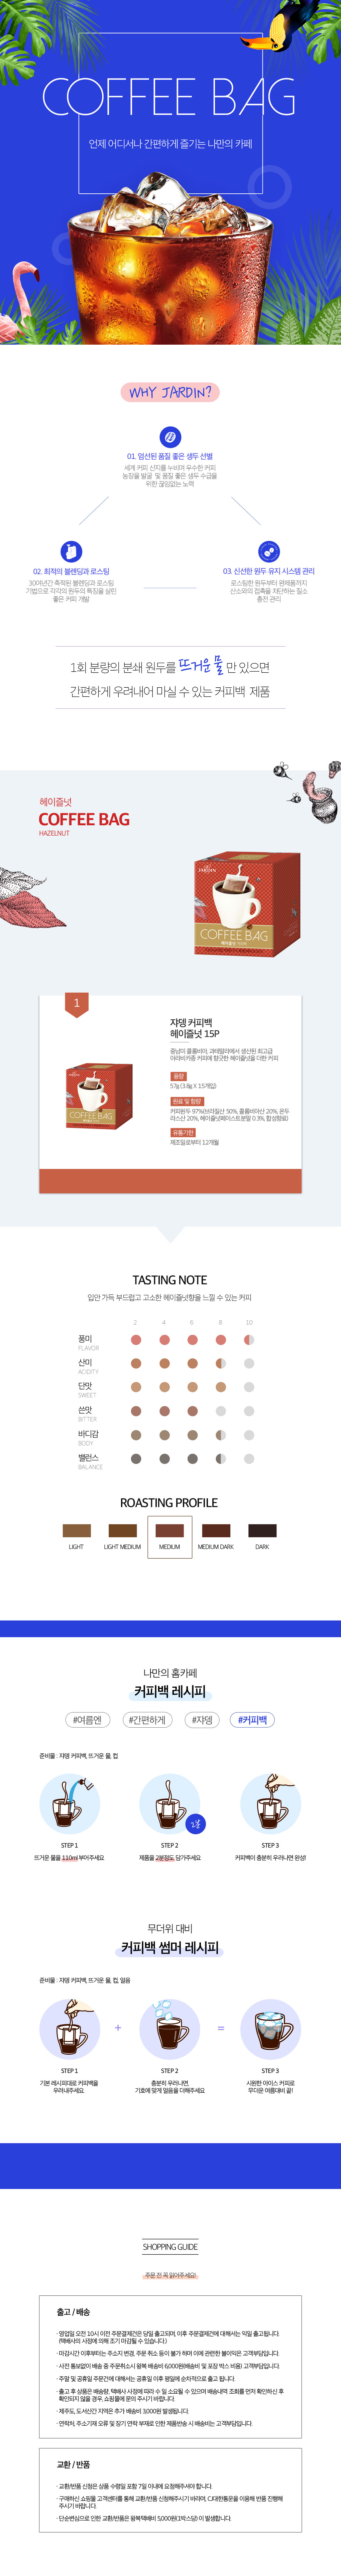 COFFEE BAG
언제 어디서나 간편하게 즐기는 나만의 카페
WHY JARDIN?
01. 엄선된 품질 좋은 생두 선별
세계 커피 산지를 누비며 우수한 커피
농장을 발굴 및 품질 좋은 생두 수급을
위한 끊임없는 노력
02. 최적의 블렌딩과 로스팅
30여년간 축적된 블렌딩과 로스팅
기법으로 각각의 원두의 특징을 살린
좋은 커피 개발
03. 신선한 원두 유지 시스템 관리
로스팅한 원두부터 완제품까지
산소와의 접촉을 차단하는 질소
충전 관리
1회 분량의 분쇄 원두를 뜨거운 물 만 있으면
간편하게 우려내어 마실 수 있는 커피백 제품
헤이즐넛
COFFEE BAG
HAZELNUT
JARDIN
COFFEE BAG
헤이즐넛 커피백
1
쟈뎅 커피백
헤이즐넛 15P
중남미 콜롬비아, 과테말라에서 생산된 최고급
아라비카종 커피에 향긋한 헤이즐넛을 더한 커피
용량
57g (3.8g X 15개입)
원료 및 함량
커피원두 97%(브라질산 50%, 콜롬비아산 20%, 온두
라스산 20%, 헤이즐넛페이스트분말 0.3%, 합성향료)
유통기한
제조일로부터 12개월
JARDIN
COFFEE BAG
TASTING NOTE
입안 가득 부드럽고 고소한 헤이즐넛향을 느낄 수 있는 커피
2 4 6 8 10
풍미
FLAVOR
산미
ACIDITY
단맛
SWEET
쓴맛
BITTER
바디감
BODY
밸런스
BALANCE
ROASTING PROFILE
LIGHT LIGHT MEDIUM MEDIUM MEDIUM DARK DARK
나만의 홈카페
커피백 레시피
#여름엔 #간편하게 #쟈뎅 #커피백
준비물 : 쟈뎅 커피백, 뜨거운 물, 컵
2분
STEP 1
뜨거운 물을 110ml 부어주세요
STEP 2
제품을 2분정도 담가주세요
STEP 3
커피백이 충분히 우러나면 완성!
무더위 대비
커피백 썸머 레시피
준비물 : 쟈뎅 커피백, 뜨거운 물, 컵, 얼음
+ =
STEP 1
기본 레시피대로 커피백을
우려내주세요
STEP 2
충분히 우러나면,
기호에 맞게 얼음을 더해주세요
STEP 3
시원한 아이스 커피로
무더운 여름대비 끝!
SHOPPING GUIDE
주문 전 꼭 읽어주세요!
출고 / 배송
· 영업일 오전 10시 이전 주문결제건은 당일 출고되며, 이후 주문결제건에 대해서는 익일 출고됩니다.
(택배사의 사정에 의해 조기 마감될 수 있습니다.)
· 마감시간 이후부터는 주소지 변경, 주문 취소 등이 불가 하며 이에 관련한 불이익은 고객부담입니다.
· 사전 통보없이 배송 중 주문취소시 왕복 배송비 6,000원(배송비 및 포장 박스 비용) 고객부담입니다.
· 주말 및 공휴일 주문건에 대해서는 공휴일 이후 평일에 순차적으로 출고 됩니다.
· 출고 후 상품은 배송량, 택배사 사정에 따라 수 일 소요될 수 있으며 배송내역 조회를 먼저 확인하신 후
확인되지 않을 경우, 쇼핑몰에 문의 주시기 바랍니다.
· 제주도, 도서산간 지역은 추가 배송비 3,000원 발생됩니다.
· 연락처, 주소기재 오류 및 장기 연락 부재로 인한 제품반송 시 배송비는 고객부담입니다.
교환 / 반품
· 교환/반품 신청은 상품 수령일 포함 7일 이내에 요청해주셔야 합니다.
· 구매하신 쇼핑몰 고객센터를 통해 교환/반품 신청해주시기 바라며, CJ대한통운을 이용해 반품 진행해
주시기 바랍니다.
· 단순변심으로 인한 교환/반품은 왕복택배비 5,000원(1박스당) 이 발생합니다.